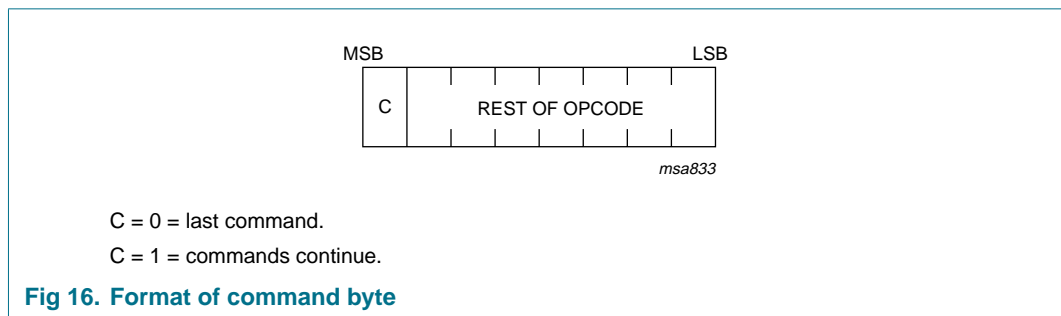 MSB LSB
C REST OF OPCODE
msa833
C = 0 = last command.
C = 1 = commands continue.
Fig 16. Format of command byte